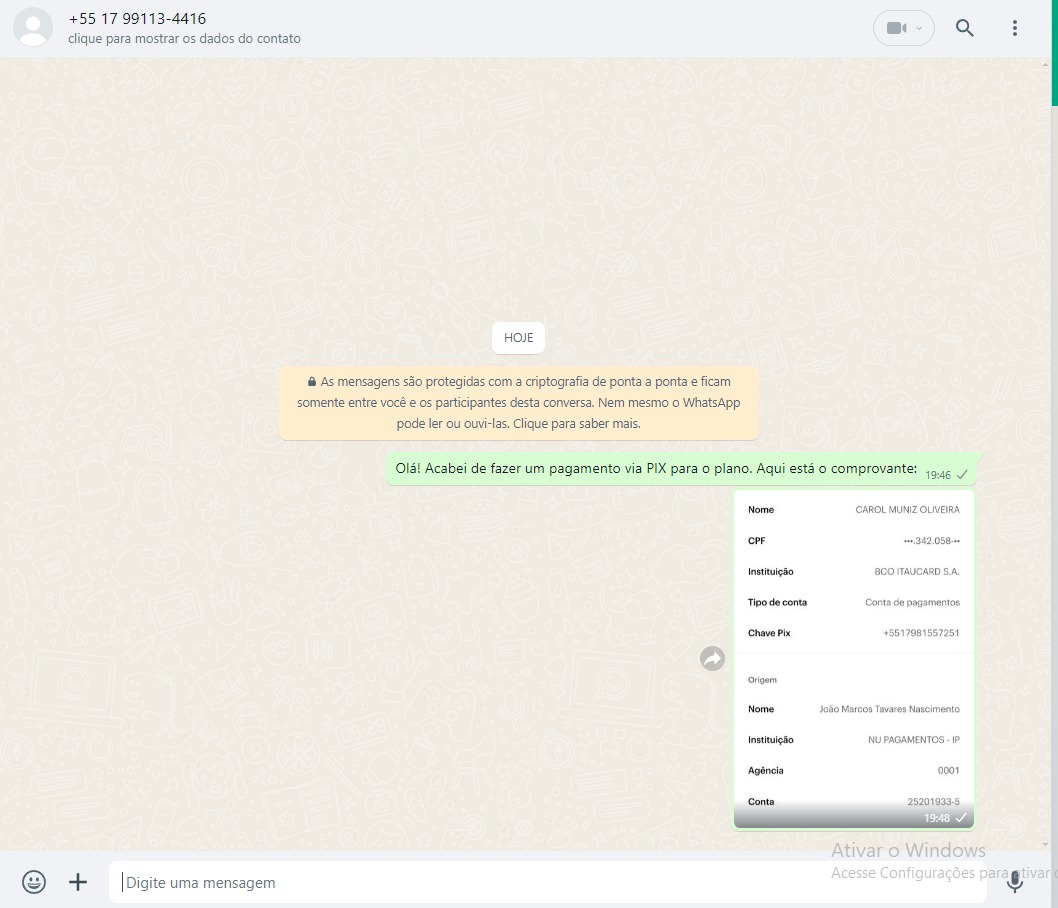 +55 17 99113-4416
clique para mostrar os dados do contato
HOJE
As mensagens são protegidas com a criptografia de ponta a ponta e ficam
somente entre você e os participantes desta conversa. Nem mesmo o WhatsApp
pode ler ou ouvi-las. Clique para saber mais.
Olá! Acabei de fazer um pagamento via PIX para o plano. Aqui está o comprovante: 19:46
Nome CAROL MUNIZ OLIVEIRA
CPF •••.342.058-••
Instituição BCO ITAUCARD S.A.
Tipo de conta Conta de pagamentos
Chave Pix +5517981557251
Origem
Nome João Marcos Tavares Nascimento
Instituição NU PAGAMENTOS - IP
Agência 0001
Conta 25201933-5
19:48
Ativar o Windows
Acesse Configurações para ativar o
Digite uma mensagem